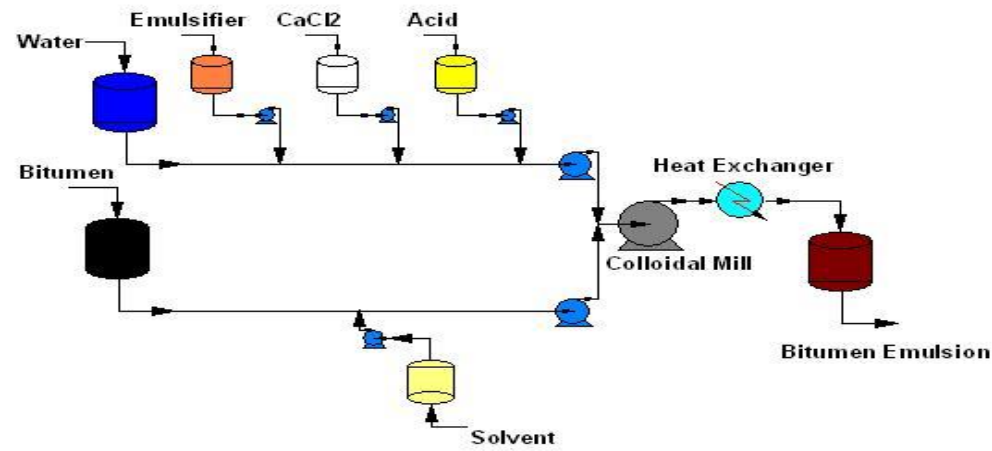 Emulsifier
CaCl2
Acid
Water
Bitumen
Heat Exchanger
Colloidal Mill
Bitumen Emulsion
Solvent